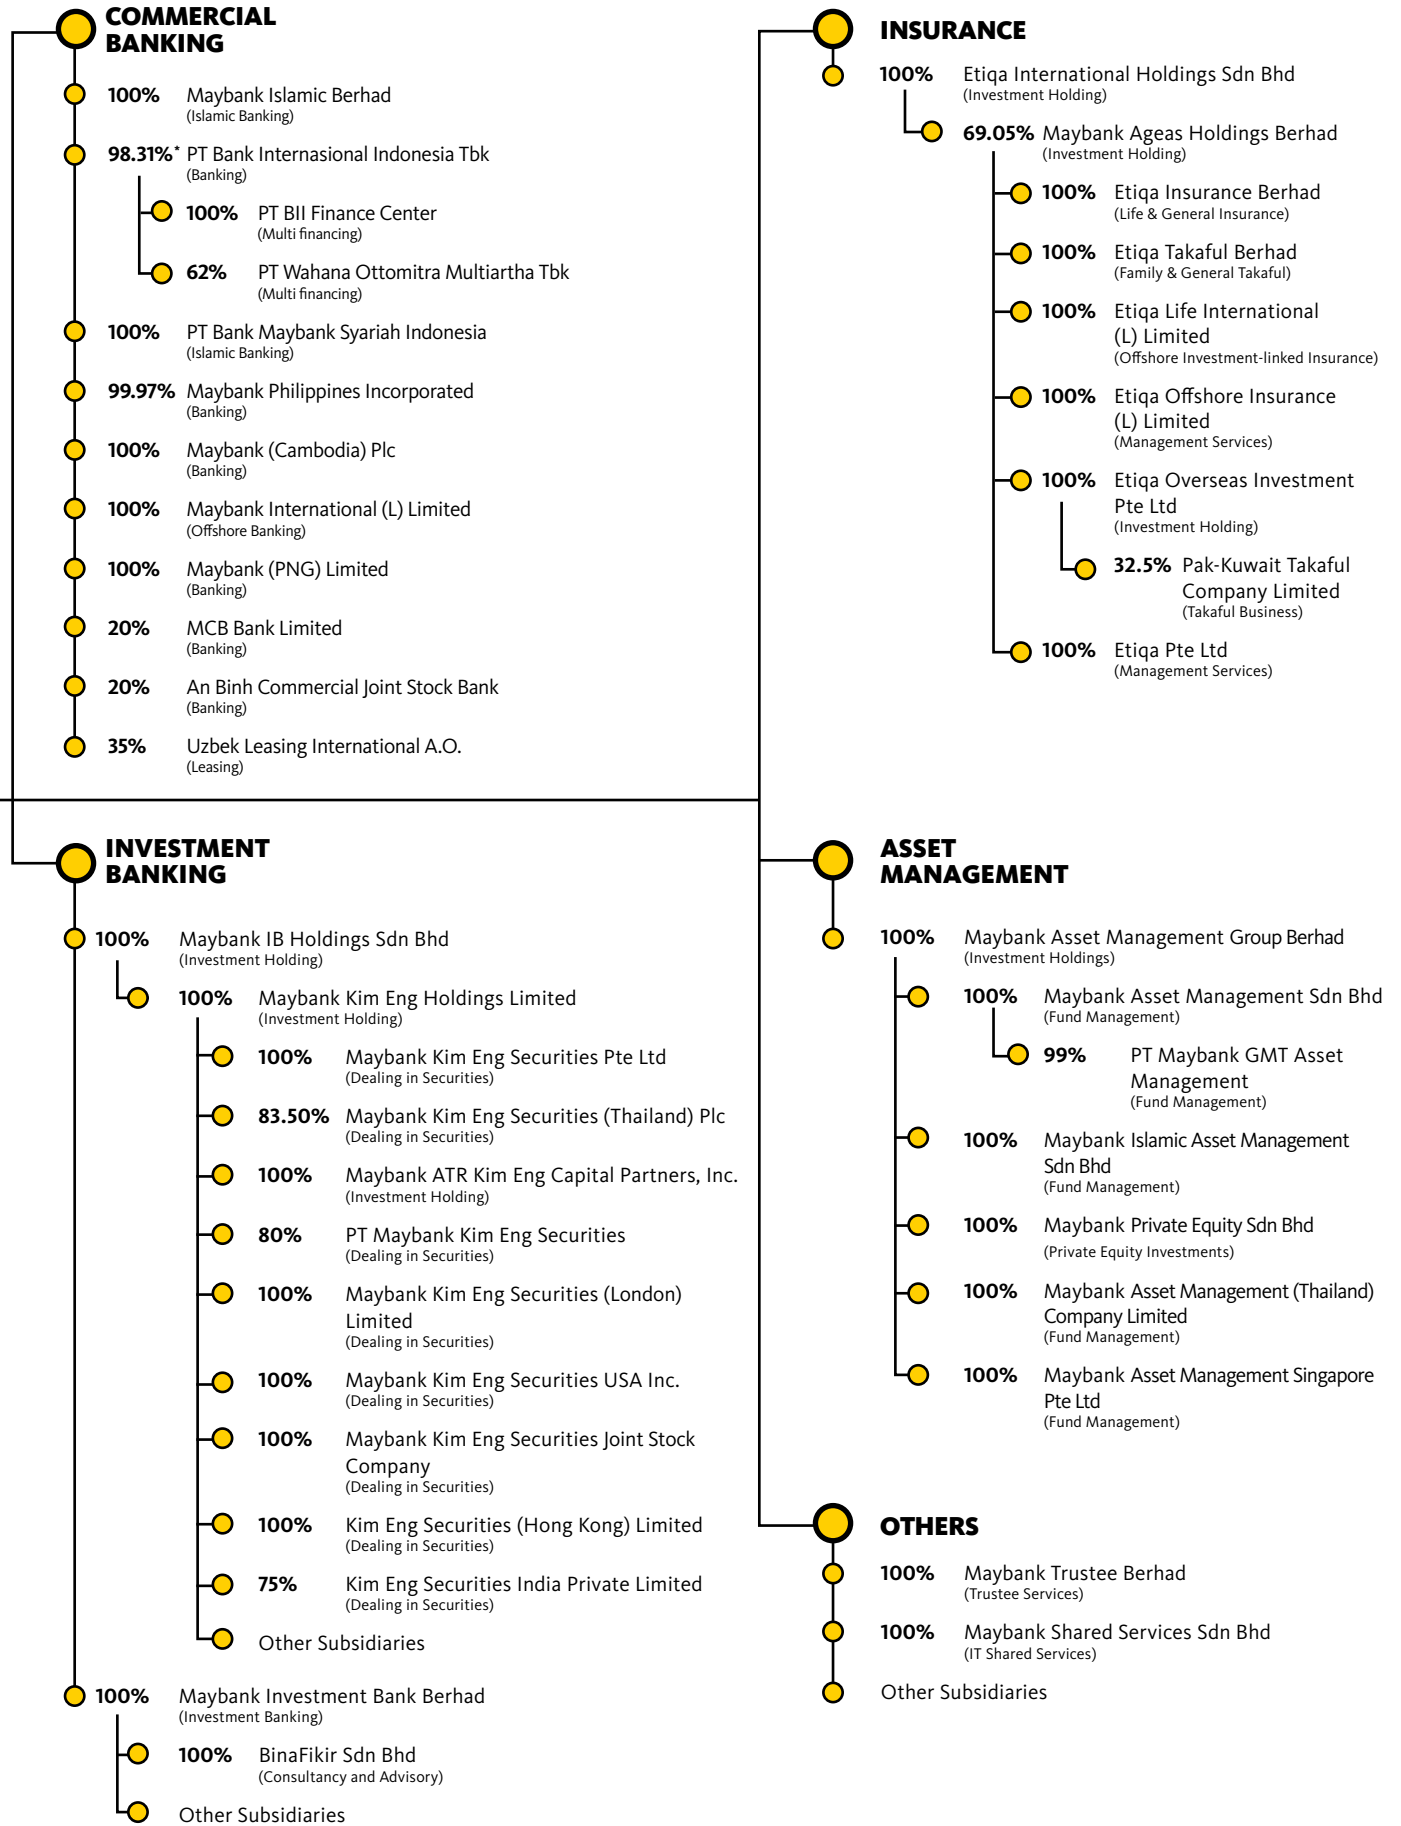 COMMERCIAL
BANKING
100% Maybank Islamic Berhad
(Islamic Banking)
98.31%* PT Bank Internasional Indonesia Tbk
(Banking)
100% PT BII Finance Center
(Multi financing)
62% PT Wahana Ottomitra Multiartha Tbk
(Multi financing)
100% PT Bank Maybank Syariah Indonesia
(Islamic Banking)
99.97% Maybank Philippines Incorporated
(Banking)
100% Maybank (Cambodia) Plc
(Banking)
100% Maybank International (L) Limited
(Offshore Banking)
100% Maybank (PNG) Limited
(Banking)
20% MCB Bank Limited
(Banking)
20% An Binh Commercial Joint Stock Bank
(Banking)
35% Uzbek Leasing International A.O.
(Leasing)
INVESTMENT
BANKING
100% Maybank IB Holdings Sdn Bhd
(Investment Holding)
100% Maybank Kim Eng Holdings Limited
(Investment Holding)
100% Maybank Kim Eng Securities Pte Ltd
(Dealing in Securities)
83.50% Maybank Kim Eng Securities (Thailand) Plc
(Dealing in Securities)
100% Maybank ATR Kim Eng Capital Partners, Inc.
(Investment Holding)
80% PT Maybank Kim Eng Securities
(Dealing in Securities)
100% Maybank Kim Eng Securities (London)
Limited
(Dealing in Securities)
100% Maybank Kim Eng Securities USA Inc.
(Dealing in Securities)
100% Maybank Kim Eng Securities Joint Stock
Company
(Dealing in Securities)
100% Kim Eng Securities (Hong Kong) Limited
(Dealing in Securities)
75% Kim Eng Securities India Private Limited
(Dealing in Securities)
Other Subsidiaries
100% Maybank Investment Bank Berhad
(Investment Banking)
100% BinaFikir Sdn Bhd
(Consultancy and Advisory)
Other Subsidiaries
INSURANCE
100% Etiqa International Holdings Sdn Bhd
(Investment Holding)
69.05% Maybank Ageas Holdings Berhad
(Investment Holding)
100% Etiqa Insurance Berhad
(Life & General Insurance)
100% Etiqa Takaful Berhad
(Family & General Takaful)
100% Etiqa Life International
(L) Limited
(Offshore Investment-linked Insurance)
100% Etiqa Offshore Insurance
(L) Limited
(Management Services)
100% Etiqa Overseas Investment
Pte Ltd
(Investment Holding)
32.5% Pak-Kuwait Takaful
Company Limited
(Takaful Business)
100% Etiqa Pte Ltd
(Management Services)
ASSET
MANAGEMENT
100% Maybank Asset Management Group Berhad
(Investment Holdings)
100% Maybank Asset Management Sdn Bhd
(Fund Management)
99% PT Maybank GMT Asset
Management
(Fund Management)
100% Maybank Islamic Asset Management
Sdn Bhd
(Fund Management)
100% Maybank Private Equity Sdn Bhd
(Private Equity Investments)
100% Maybank Asset Management (Thailand)
Company Limited
(Fund Management)
100% Maybank Asset Management Singapore
Pte Ltd
(Fund Management)
OTHERS
100% Maybank Trustee Berhad
(Trustee Services)
100% Maybank Shared Services Sdn Bhd
(IT Shared Services)
Other Subsidiaries